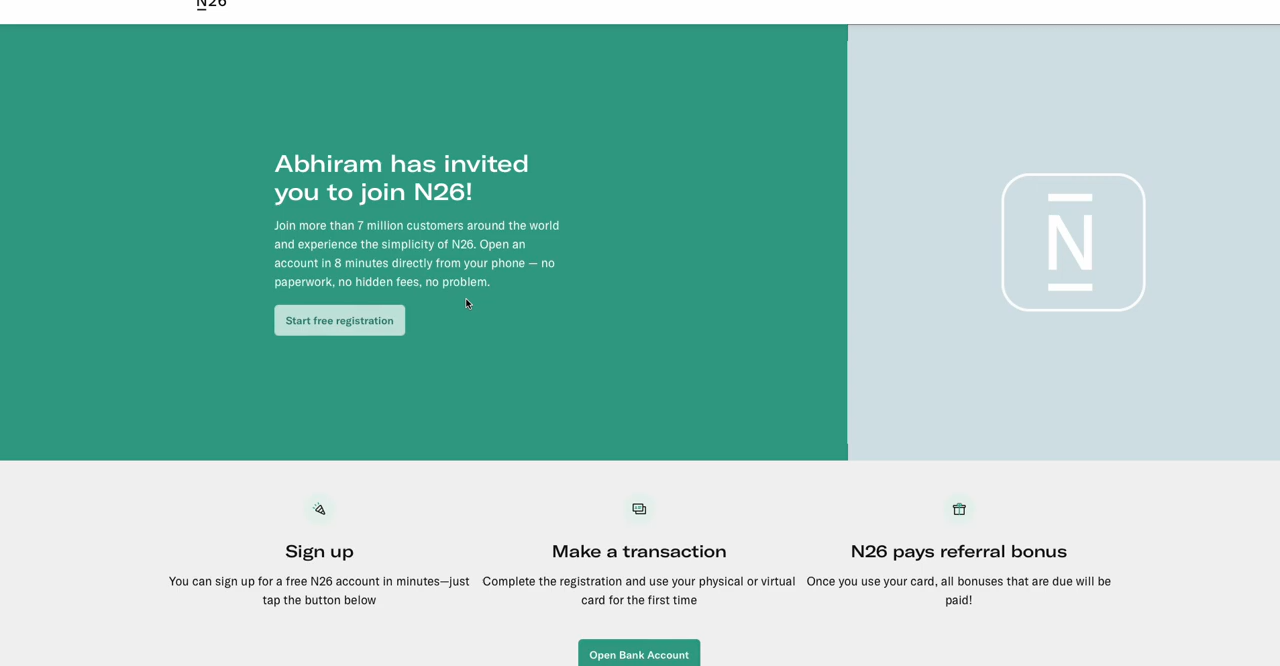 N26
Abhiram has invited
you to join N26!
Join more than 7 million customers around the world
and experience the simplicity of N26. Open an
account in 8 minutes directly from your phone — no
paperwork, no hidden fees, no problem.
Start free registration
N
Sign up
You can sign up for a free N26 account in minutes—just
tap the button below
Make a transaction
Complete the registration and use your physical or virtual
card for the first time
N26 pays referral bonus
Once you use your card, all bonuses that are due will be
paid!
Open Bank Account